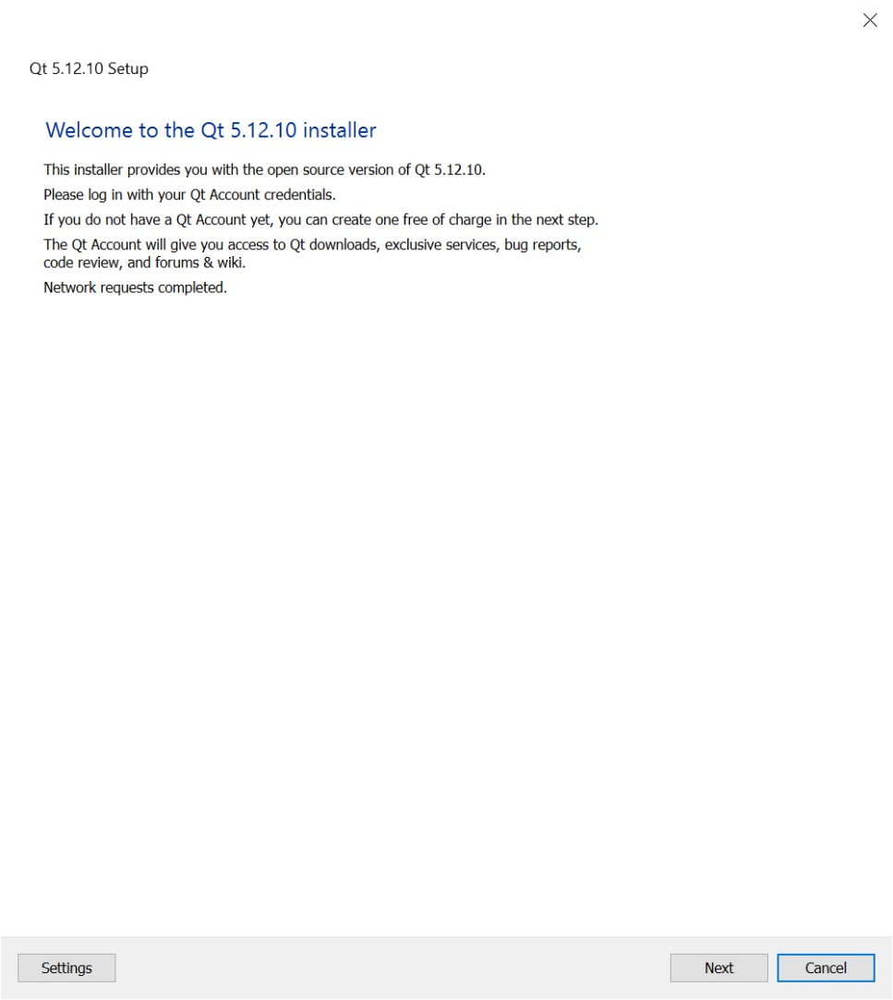 Qt 5.12.10 Setup
Welcome to the Qt 5.12.10 installer
This installer provides you with the open source version of Qt 5.12.10.
Please log in with your Qt Account credentials.
If you do not have a Qt Account yet, you can create one free of charge in the next step.
The Qt Account will give you access to Qt downloads, exclusive services, bug reports,
code review, and forums & wiki.
Network requests completed.
Settings
Next
Cancel